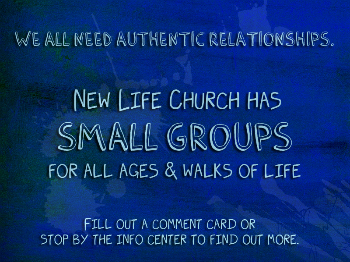 WE ALL NEED AUTHENTIC RELATIONSHIPS.
NEW LIFE CHURCH HAS
SMALL GROUPS
FOR ALL AGES & WALKS OF LIFE
FILL OUT A COMMENT CARD OR
STOP BY THE INFO CENTER TO FIND OUT MORE.